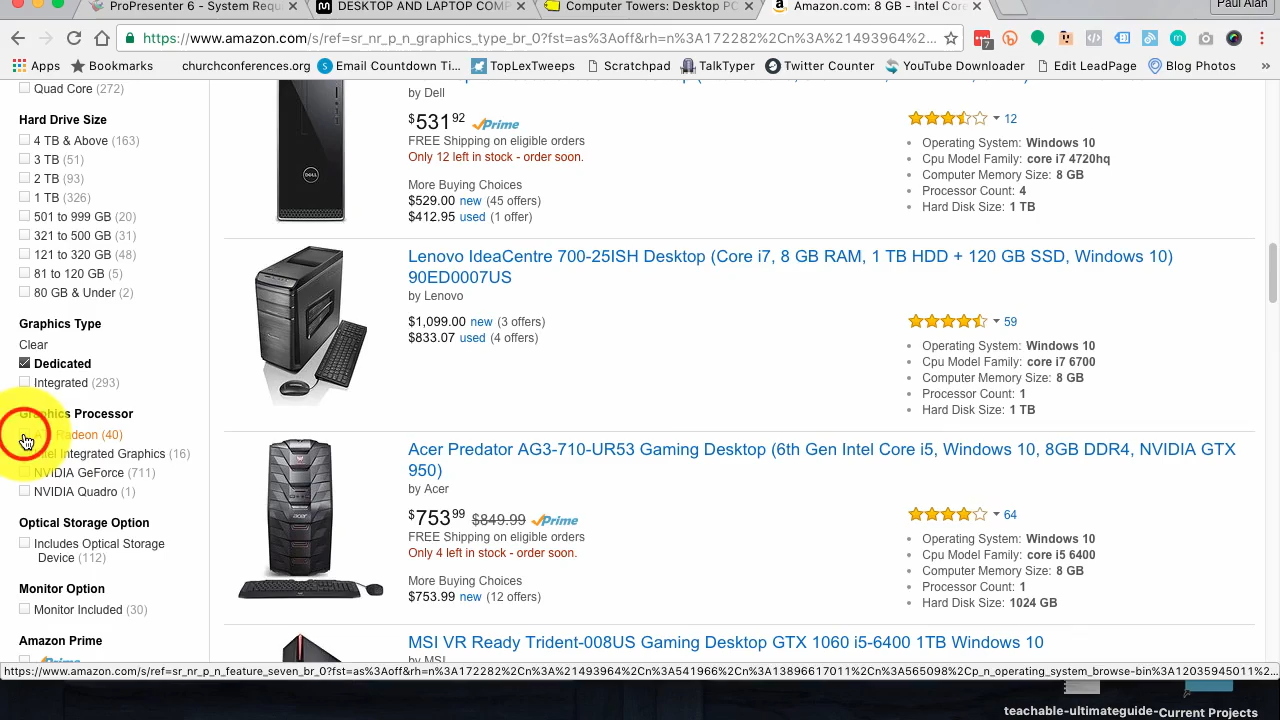 ProPresenter 6 - System Requ
DESKTOP AND LAPTOP COMP
Computer Towers: Desktop PC
Amazon.com: 8 GB - Intel Core
Paul Alan
https://www.amazon.com/s/ref=sr_nr_p_n_graphics_type_br_0?fst=as%3Aoff&rh=n%3A172282%2Cn%3A%21493964%2...
7
Apps
Bookmarks
churchconferences.org
Email Countdown Ti...
TopLexTweeps
Scratchpad
TalkTyper
Twitter Counter
YouTube Downloader
Edit LeadPage
Blog Photos
»
Quad Core (272)
Hard Drive Size
4 TB & Above (163)
3 TB (51)
2 TB (93)
1 TB (326)
501 to 999 GB (20)
321 to 500 GB (31)
121 to 320 GB (48)
81 to 120 GB (5)
80 GB & Under (2)
Graphics Type
Clear
Dedicated
Integrated (293)
Graphics Processor
Radeon (40)
Intel Integrated Graphics (16)
NVIDIA GeForce (711)
NVIDIA Quadro (1)
Optical Storage Option
Includes Optical Storage
Device (112)
Monitor Option
Monitor Included (30)
Amazon Prime
Prime
by Dell
$531 92 Prime
FREE Shipping on eligible orders
Only 12 left in stock - order soon.
More Buying Choices
$529.00 new (45 offers)
$412.95 used (1 offer)
12
Operating System: Windows 10
Cpu Model Family: core i7 4720hq
Computer Memory Size: 8 GB
Processor Count: 4
Hard Disk Size: 1 TB
DELL
Lenovo IdeaCentre 700-25ISH Desktop (Core i7, 8 GB RAM, 1 TB HDD + 120 GB SSD, Windows 10)
90ED0007US
by Lenovo
$1,099.00 new (3 offers)
$833.07 used (4 offers)
59
Operating System: Windows 10
Cpu Model Family: core i7 6700
Computer Memory Size: 8 GB
Processor Count: 1
Hard Disk Size: 1 TB
Acer Predator AG3-710-UR53 Gaming Desktop (6th Gen Intel Core i5, Windows 10, 8GB DDR4, NVIDIA GTX
950)
by Acer
$753 99 $849.99 Prime
FREE Shipping on eligible orders
Only 4 left in stock - order soon.
More Buying Choices
$753.99 new (12 offers)
64
Operating System: Windows 10
Cpu Model Family: core i5 6400
Computer Memory Size: 8 GB
Processor Count: 1
Hard Disk Size: 1024 GB
MSI VR Ready Trident-008US Gaming Desktop GTX 1060 i5-6400 1TB Windows 10
by MSI
https://www.amazon.com/s/ref=sr_nr_p_n_feature_seven_br_0?fst=as%3Aoff&rh=n%3A172282%2Cn%3A%21493964%2Cn%3A541966%2Cn%3A13896617011%2Cn%3A565098%2Cp_n_operating_system_browse-bin%3A12035945011%2...
teachable-ultimateguide-
Current Projects